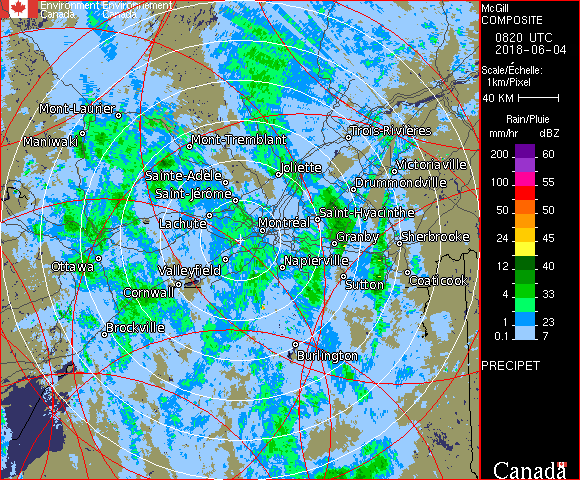 Environment Environnement
Canada Canada
McGill
COMPOSITE
0820 UTC
2018-06-04
Scale/Échelle:
1km/Pixel
40 KM
Rain/Pluie
mm/hr dBZ
200 60
100 55
50 50
24 45
12 40
4 33
2 23
0.1 7
PRECIPET
Canada
Mont-Laurier
Maniwaki
Mont-Tremblant
Trois-Rivières
Sainte-Adèle
Joliette
Victoriaville
Saint-Jérôme
Drummondville
Lachute
Montréal
Saint-Hyacinthe
Granby
Sherbrooke
Ottawa
Valleyfield
Napierville
Cornwall
Sutton
Coaticook
Brockville
Burlington